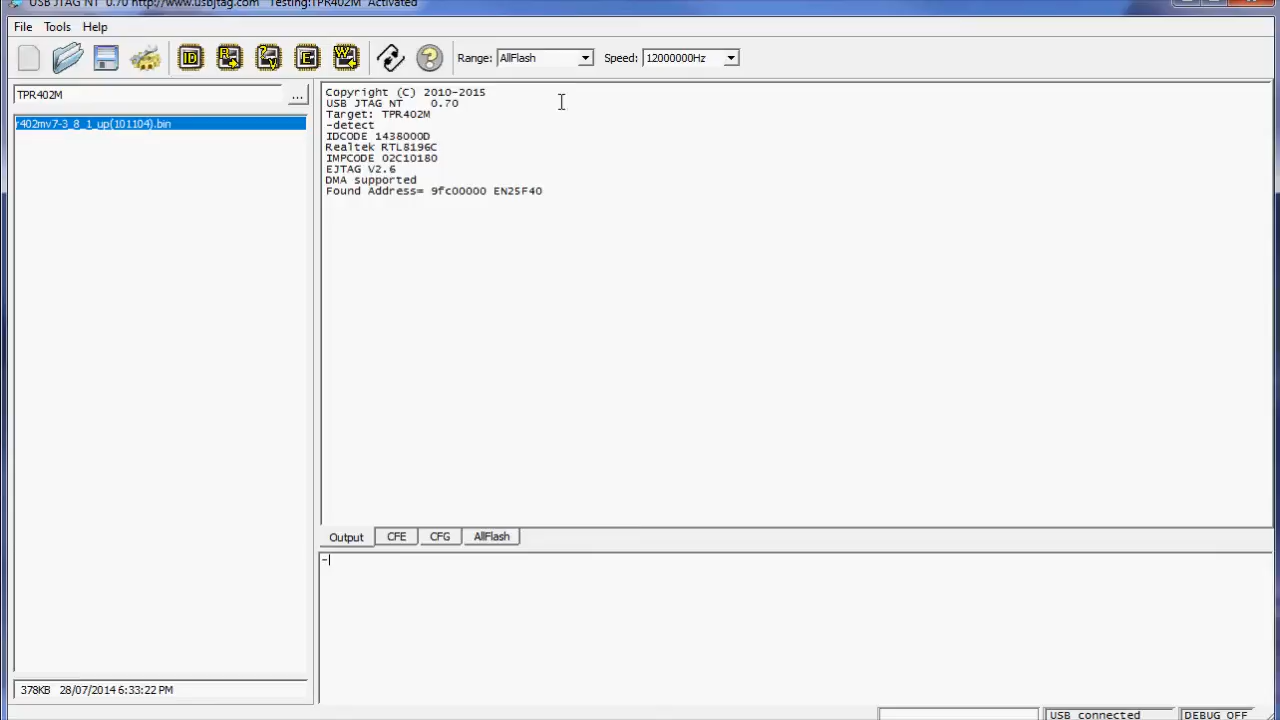 USB JTAG NT 0.70 http://www.usbjtag.com Testing:TPR402M Activated
File Tools Help
ID R ?V E W ? Range: AllFlash Speed: 12000000Hz
TPR402M ...
r402mv7-3_8_1_up(101104).bin
Copyright (C) 2010-2015
USB JTAG NT 0.70
Target: TPR402M
-detect
IDCODE 1438000D
Realtek RTL8196C
IMPCODE 02C10180
EJTAG V2.6
DMA supported
Found Address= 9fc00000 EN25F40
Output CFE CFG AllFlash
-
378KB 28/07/2014 6:33:22 PM
USB connected DEBUG OFF